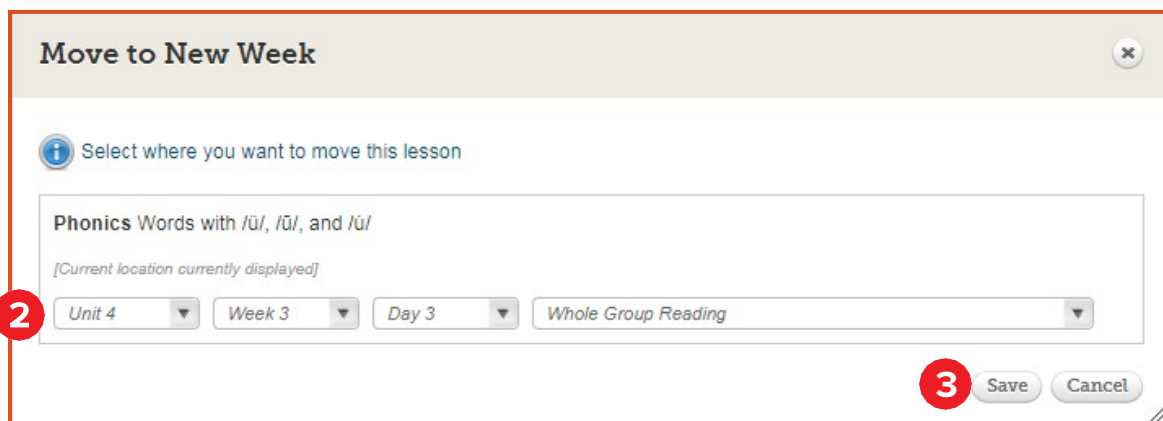 Move to New Week
Select where you want to move this lesson
Phonics Words with /ü/, /ū/, and /u̇/
[Current location currently displayed]
2 Unit 4 Week 3 Day 3 Whole Group Reading
3 Save Cancel